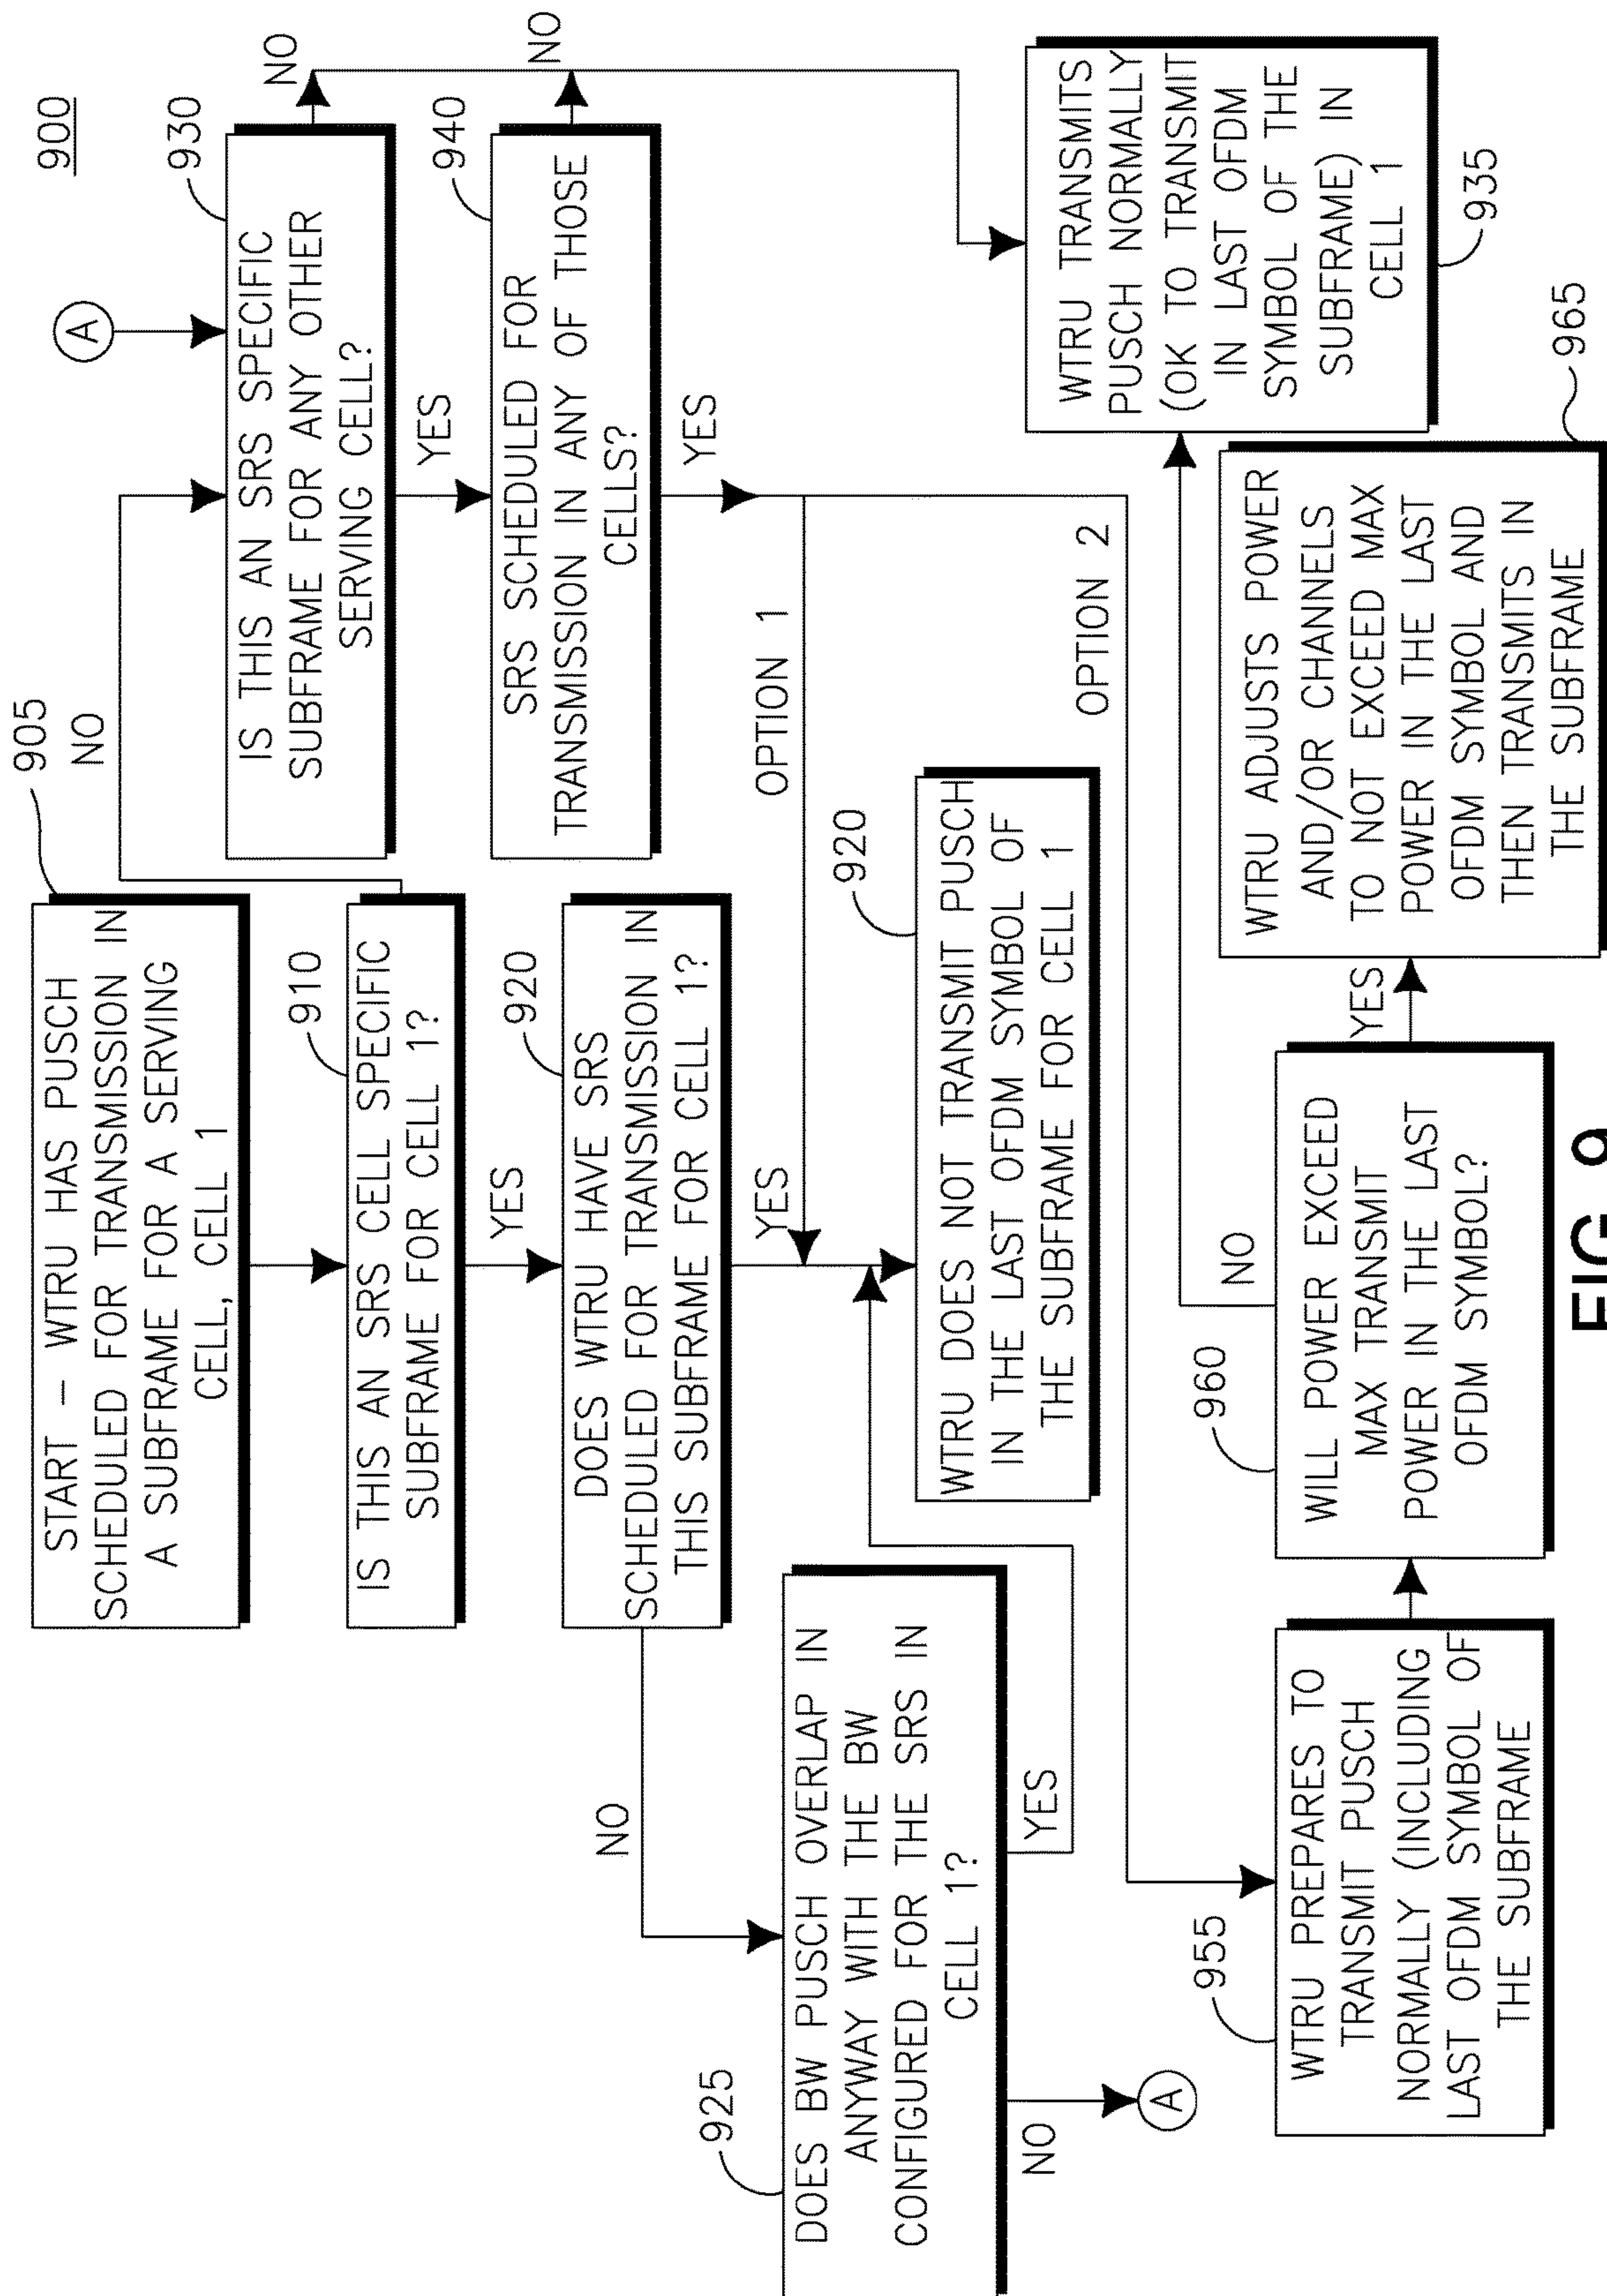 900
905
START – WTRU HAS PUSCH
SCHEDULED FOR TRANSMISSION IN
A SUBFRAME FOR A SERVING
CELL, CELL 1
NO
910
IS THIS AN SRS CELL SPECIFIC
SUBFRAME FOR CELL 1?
YES
920
DOES WTRU HAVE SRS
SCHEDULED FOR TRANSMISSION IN
THIS SUBFRAME FOR CELL 1?
YES
NO
925
DOES BW PUSCH OVERLAP IN
ANYWAY WITH THE BW
CONFIGURED FOR THE SRS IN
CELL 1?
YES
NO
A
A
930
IS THIS AN SRS SPECIFIC
SUBFRAME FOR ANY OTHER
SERVING CELL?
NO
YES
940
SRS SCHEDULED FOR
TRANSMISSION IN ANY OF THOSE
CELLS?
NO
YES
OPTION 1
OPTION 2
920
WTRU DOES NOT TRANSMIT PUSCH
IN THE LAST OFDM SYMBOL OF
THE SUBFRAME FOR CELL 1
WTRU TRANSMITS
PUSCH NORMALLY
(OK TO TRANSMIT
IN LAST OFDM
SYMBOL OF THE
SUBFRAME) IN
CELL 1
935
955
WTRU PREPARES TO
TRANSMIT PUSCH
NORMALLY (INCLUDING
LAST OFDM SYMBOL OF
THE SUBFRAME
960
WILL POWER EXCEED
MAX TRANSMIT
POWER IN THE LAST
OFDM SYMBOL?
NO
YES
WTRU ADJUSTS POWER
AND/OR CHANNELS
TO NOT EXCEED MAX
POWER IN THE LAST
OFDM SYMBOL AND
THEN TRANSMITS IN
THE SUBFRAME
965
FIG. 9